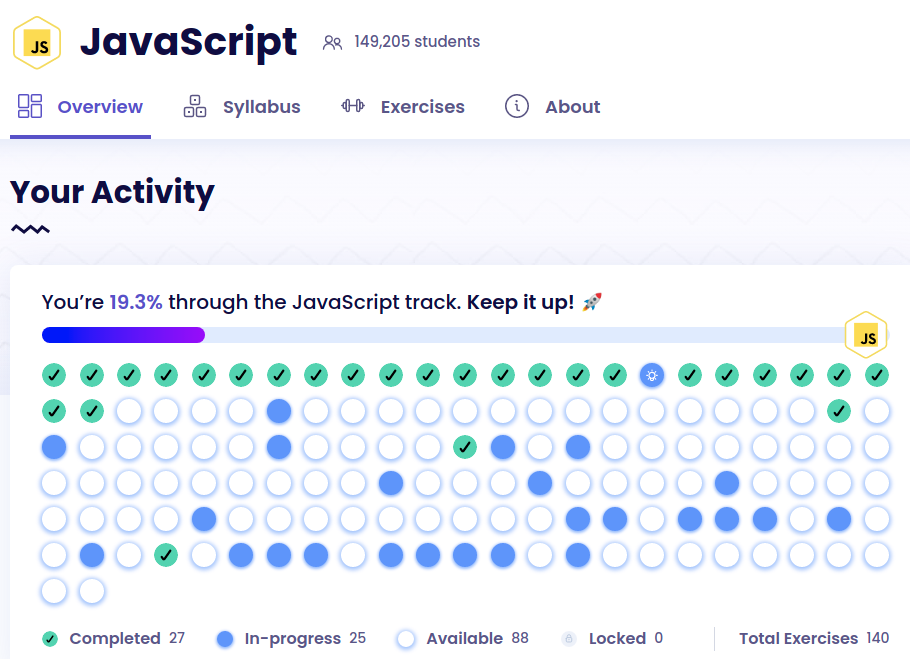 JS JavaScript 149,205 students
Overview Syllabus Exercises About
Your Activity
You're 19.3% through the JavaScript track. Keep it up! 🚀
JS
Completed 27 In-progress 25 Available 88 Locked 0 Total Exercises 140